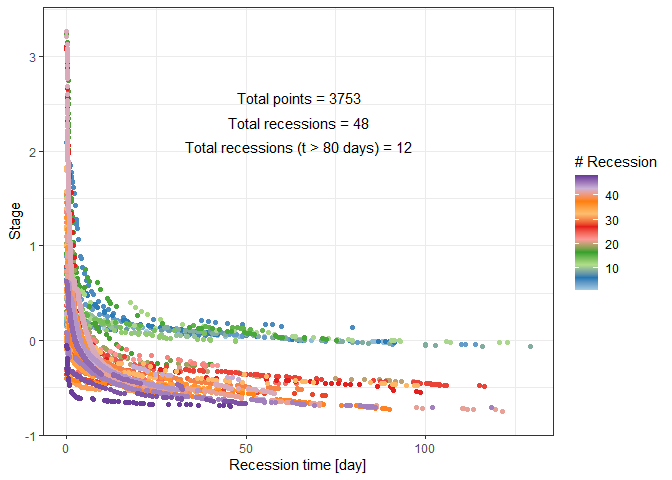 3
2
1
0
-1
Stage
Total points = 3753
Total recessions = 48
Total recessions (t > 80 days) = 12
0
50
100
Recession time [day]
# Recession
40
30
20
10